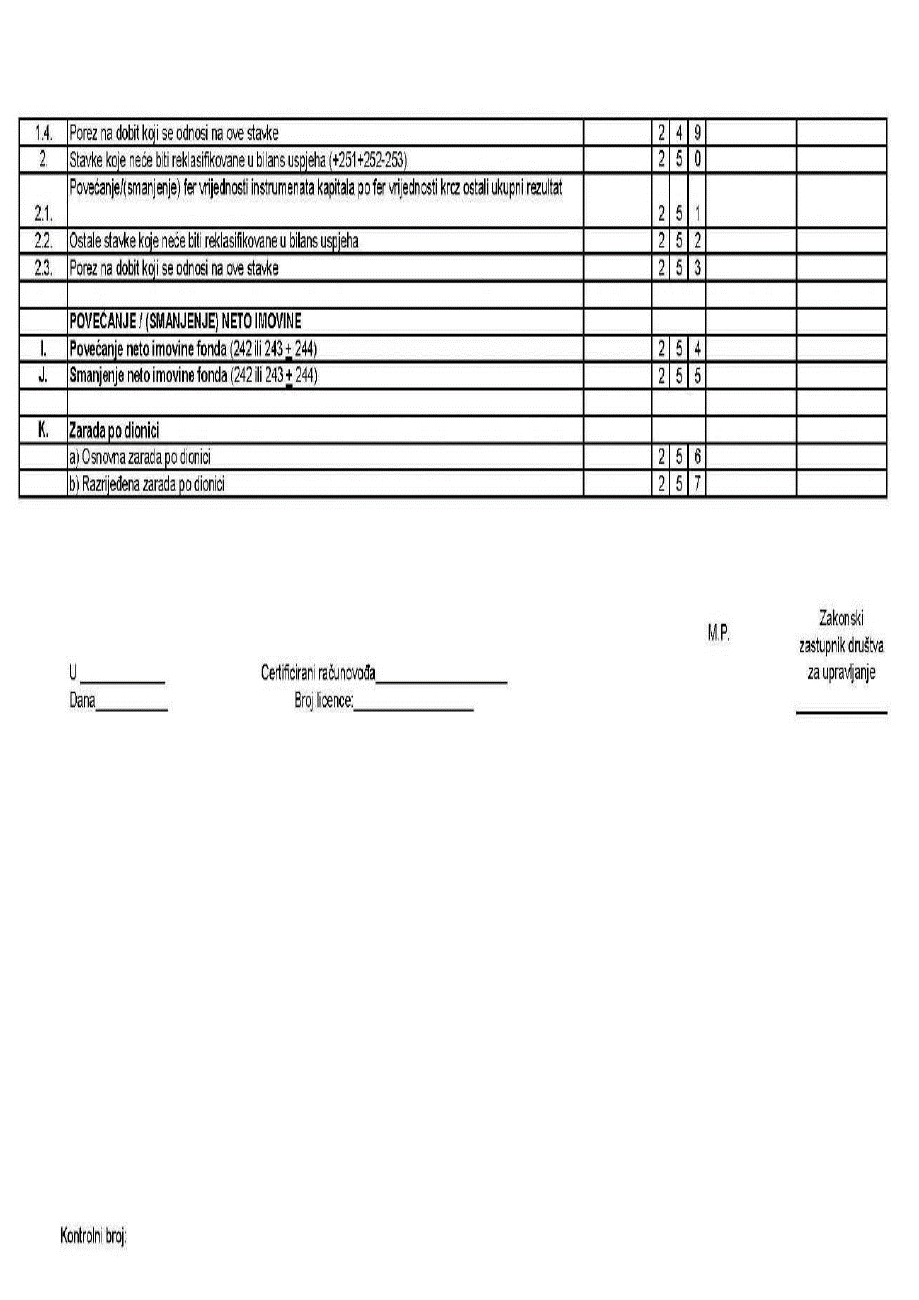 1.4. Porez na dobit koji se odnosi na ove stavke 2 4 9
2. Stavke koje neće biti reklasifikovane u bilans uspjeha (+251+252-253) 2 5 0
Povećanje/(smanjenje) fer vrijednosti instrumenata kapitala po fer vrijednosti krcz ostali ukupni rezultat
2.1. 2 5 1
2.2. Ostale stavke koje neće biti reklasifikovane u bilans uspjeha 2 5 2
2.3. Porez na dobit koji se odnosi na ove stavke 2 5 3
POVEĆANJE / (SMANJENJE) NETO IMOVINE
I. Povećanje neto imovine fonda (242 ili 243 ± 244) 2 5 4
J. Smanjenje neto imovine fonda (242 ili 243 ± 244) 2 5 5
K. Zarada po dionici
a) Osnovna zarada po dionici 2 5 6
b) Razrijeđena zarada po dionici 2 5 7
Zakonski
M.P. zastupnik društva
U ____________ Certificirani računovođa__________________ za upravljanje
Dana__________ Broj licence:________________ ____________
Kontrolni broj: